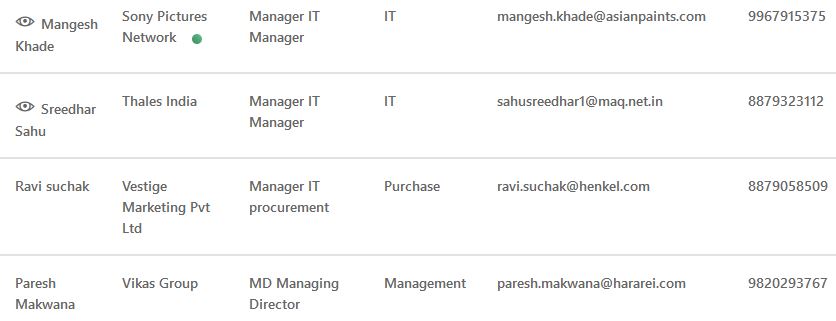 Mangesh Khade Sony Pictures Network Manager IT Manager IT mangesh.khade@asianpaints.com 9967915375
Sreedhar Sahu Thales India Manager IT Manager IT sahusreedhar1@maq.net.in 8879323112
Ravi suchak Vestige Marketing Pvt Ltd Manager IT procurement Purchase ravi.suchak@henkel.com 8879058509
Paresh Makwana Vikas Group MD Managing Director Management paresh.makwana@hararei.com 9820293767